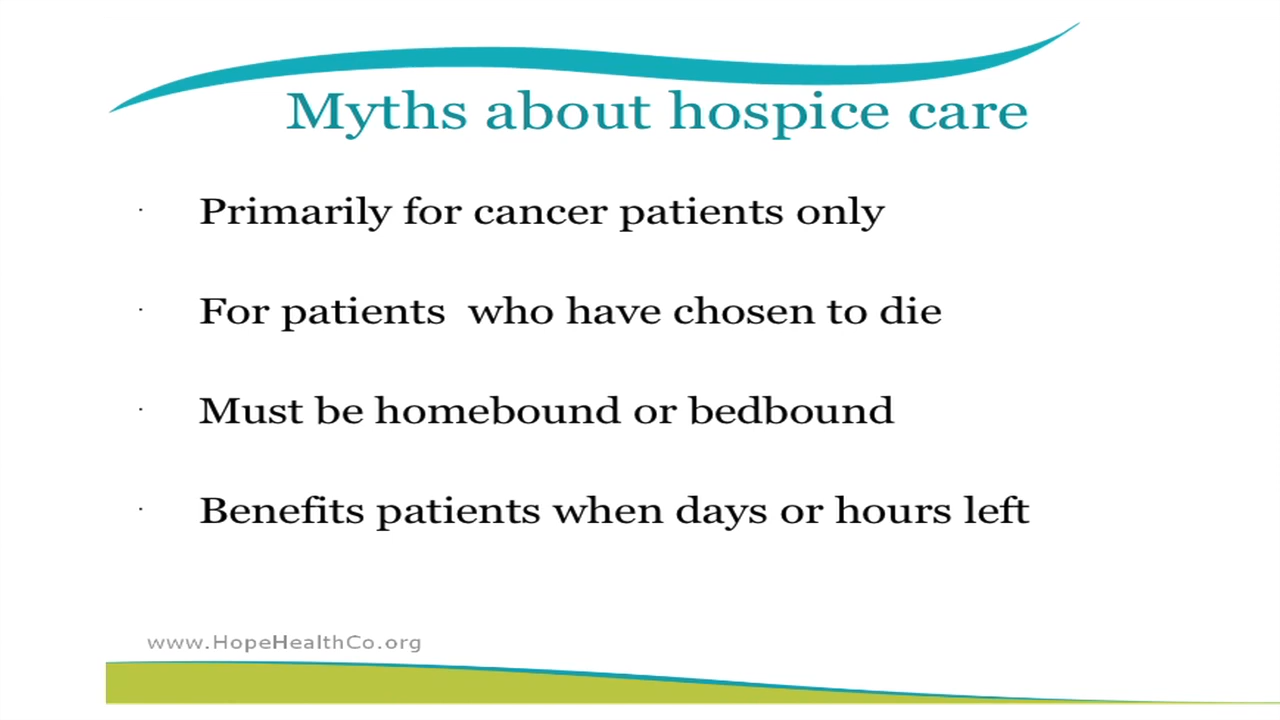 Myths about hospice care
· Primarily for cancer patients only
· For patients  who have chosen to die
· Must be homebound or bedbound
· Benefits patients when days or hours left
www.HopeHealthCo.org